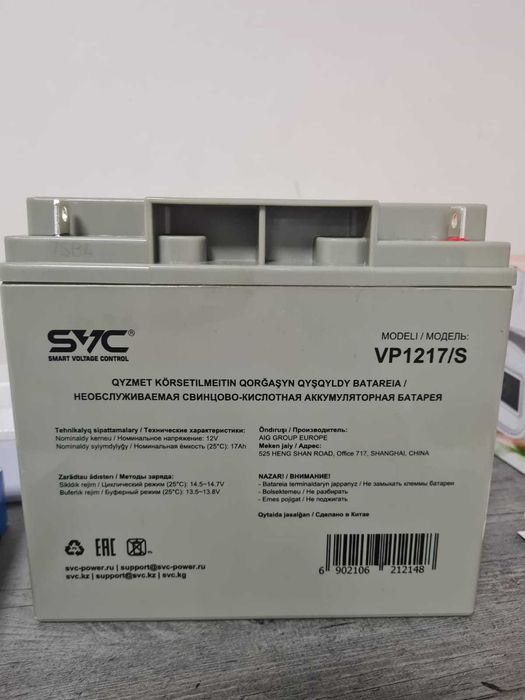 SVC®
SMART VOLTAGE CONTROL
MODELI / МОДЕЛЬ:
VP1217/S
QYZMET KÖRSETILMEITIN QORĞAŞYN QYŞQYLDY BATAREIA /
НЕОБСЛУЖИВАЕМАЯ СВИНЦОВО-КИСЛОТНАЯ АККУМУЛЯТОРНАЯ БАТАРЕЯ
Tehnikalyq sipattamalary / Технические характеристики:
Nominaldy kerneu / Номинальное напряжение: 12V
Nominaldy syiymdylyğy / Номинальная ёмкость (25°C): 17Ah
Öndıruşı / Производитель:
AIG GROUP EUROPE
Meken jaiy / Адрес:
525 HENG SHAN ROAD, Office 717, SHANGHAI, CHINA
Zarädtau ädısteri / Методы заряда:
Sikldık rejim / Циклический режим (25°C): 14.5~14.7V
Buferlık rejim / Буферный режим (25°C): 13.5~13.8V
NAZAR! / ВНИМАНИЕ!
- Batareia terminaldaryn jappanyz / Не замыкать клеммы батареи
- Bolsektemeu / Не разбирать
- Emes pojigat / Не поджигать
Qytaida jasalğan / Сделано в Китае
Pb
EAC
svc-power.ru | support@svc-power.ru
svc.kz | support@svc.kz | svc.kg
6 902106 212148